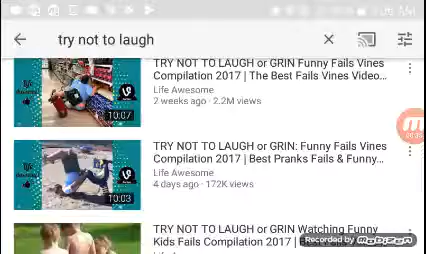 try not to laugh
TRY NOT TO LAUGH or GRIN Funny Fails Vines
Compilation 2017 | The Best Fails Vines Video...
Life Awesome
2 weeks ago · 2.2M views
10:07
TRY NOT TO LAUGH or GRIN: Funny Fails Vines
Compilation 2017 | Best Pranks Fails & Funny...
Life Awesome
4 days ago · 172K views
10:03
TRY NOT TO LAUGH or GRIN Watching Funny
Kids Fails Compilation 2017 |
Recorded by